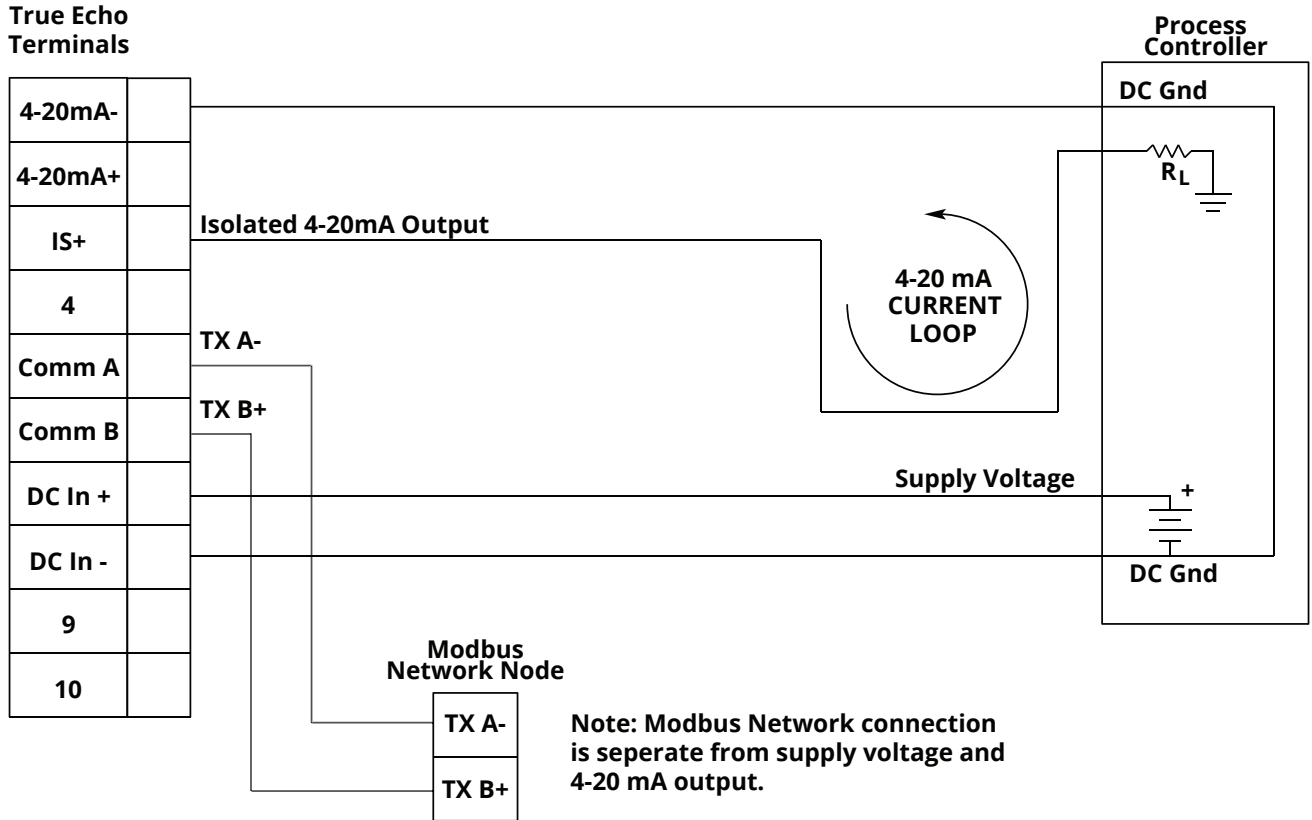 True Echo
Terminals
4-20mA-
4-20mA+
IS+
4
Comm A
Comm B
DC In +
DC In -
9
10
Isolated 4-20mA Output
TX A-
TX B+
4-20 mA
CURRENT
LOOP
Supply Voltage
Process
Controller
DC Gnd
RL
+
DC Gnd
Modbus
Network Node
TX A-
TX B+
Note: Modbus Network connection
is seperate from supply voltage and
4-20 mA output.